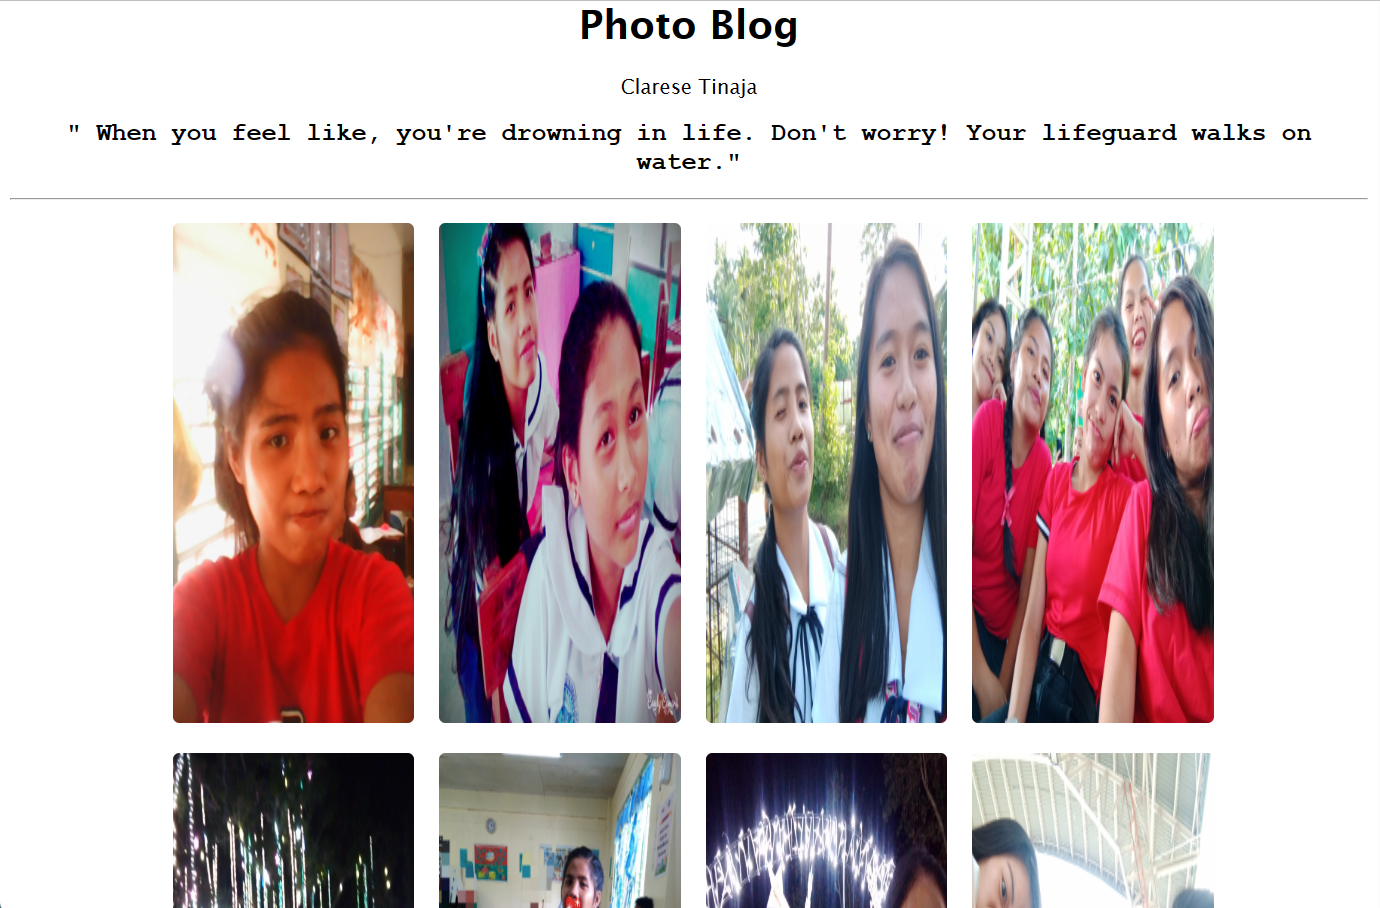 Photo Blog
Clarese Tinaja
" When you feel like, you're drowning in life. Don't worry! Your lifeguard walks on
water."